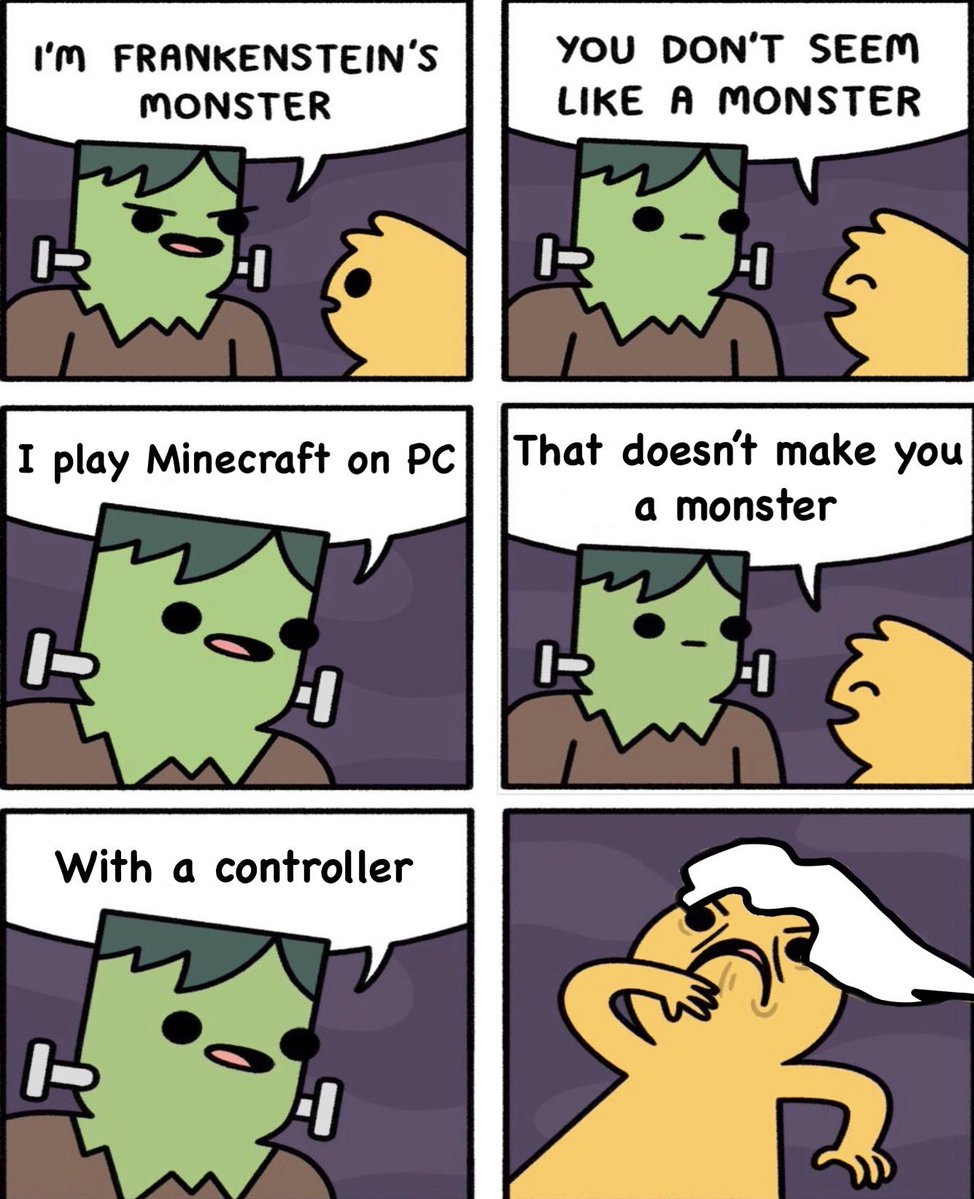 I'M FRANKENSTEIN'S
MONSTER
YOU DON'T SEEM
LIKE A MONSTER
I play Minecraft on PC
That doesn't make you
a monster
With a controller